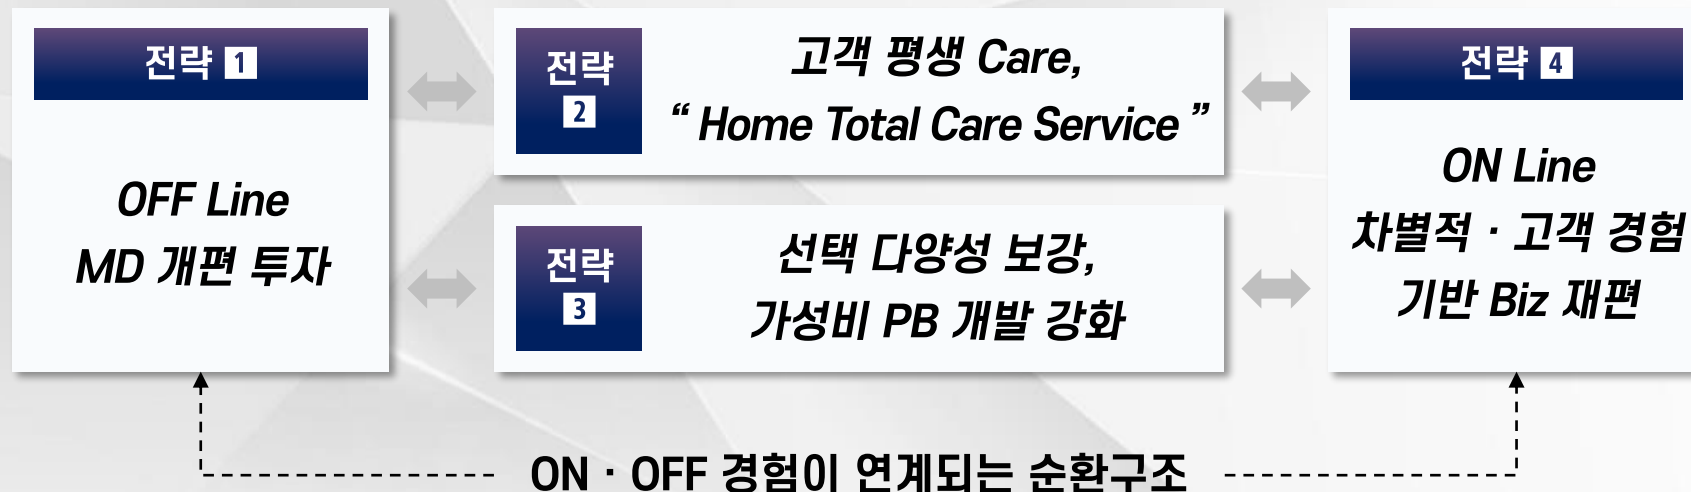 전략 1
OFF Line
MD 개편 투자
전략
2
고객 평생 Care,
“ Home Total Care Service ”
전략
3
선택 다양성 보강,
가성비 PB 개발 강화
전략 4
ON Line
차별적 · 고객 경험
기반 Biz 재편
ON · OFF 경험이 연계되는 순환구조